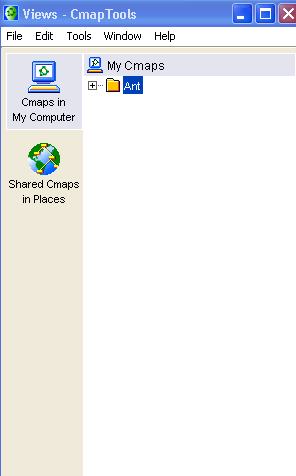 Views - CmapTools
File Edit Tools Window Help
Cmaps in
My Computer
My Cmaps
Ant
Shared Cmaps
in Places